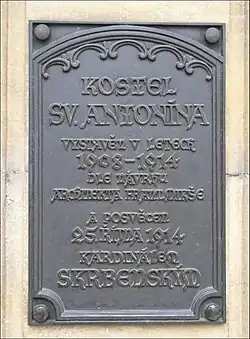 KOSTEL
SV. ANTONÍNA
VYSTAVĚN V LETECH
1908-1914
DLE NÁVRHU
ARCHITEKTA FRANT. MIKŠE
A POSVĚCEN
25. ŘÍJNA 1914
KARDINÁLEM
SKRBENSKÝM